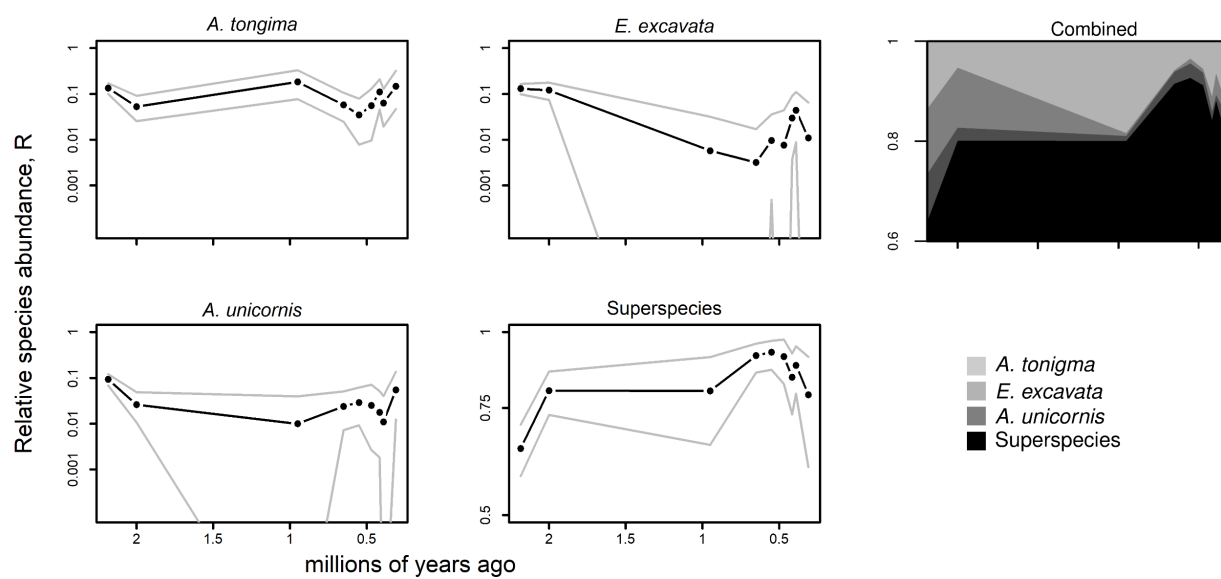 A. tongima
E. excavata
Combined
Relative species abundance, R
1
0.1
0.01
0.001
1
0.1
0.01
0.001
1
0.8
0.6
A. unicornis
Superspecies
1
0.1
0.01
0.001
1
0.75
0.5
2 1.5 1 0.5
2 1.5 1 0.5
millions of years ago
A. tonigma
E. excavata
A. unicornis
Superspecies